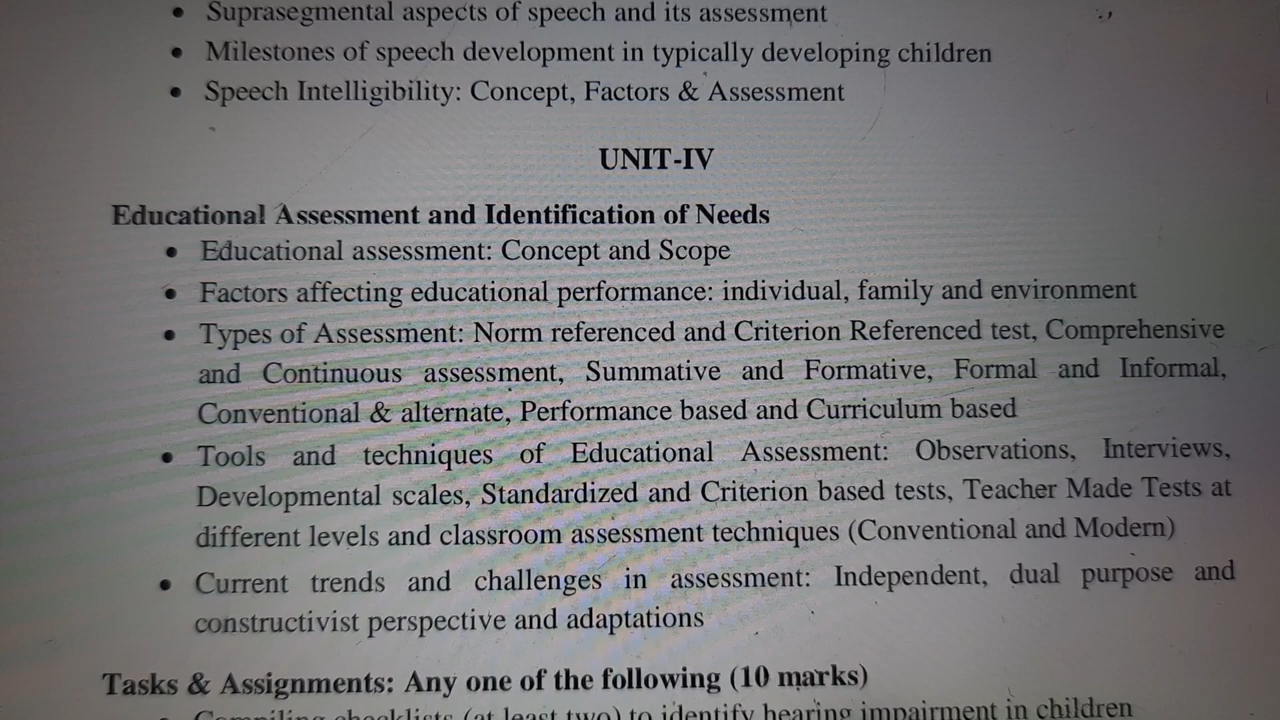 • Suprasegmental aspects of speech and its assessment
• Milestones of speech development in typically developing children
• Speech Intelligibility: Concept, Factors & Assessment
UNIT-IV
Educational Assessment and Identification of Needs
• Educational assessment: Concept and Scope
• Factors affecting educational performance: individual, family and environment
• Types of Assessment: Norm referenced and Criterion Referenced test, Comprehensive
and Continuous assessment, Summative and Formative, Formal and Informal,
Conventional & alternate, Performance based and Curriculum based
• Tools and techniques of Educational Assessment: Observations, Interviews,
Developmental scales, Standardized and Criterion based tests, Teacher Made Tests at
different levels and classroom assessment techniques (Conventional and Modern)
• Current trends and challenges in assessment: Independent, dual purpose and
constructivist perspective and adaptations
Tasks & Assignments: Any one of the following (10 marks)
• Compiling checklists (at least two) to identify hearing impairment in children